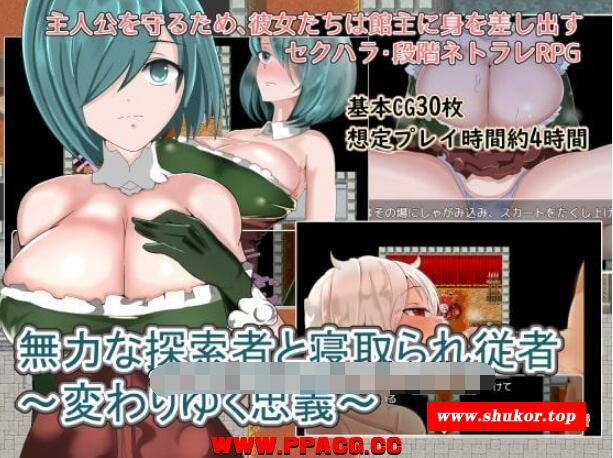 主人公を守るため、彼女たちは館主に身を差し出す
セクハラ・段階ネトラレRPG
基本CG30枚
想定プレイ時間約4時間
はその場にしゃがみ込み、スカートをたくし上げ
無力な探索者と寝取られ従者
～変わりゆく忠義～
けて
る
www.shukor.top
WWW.PPACG.CC